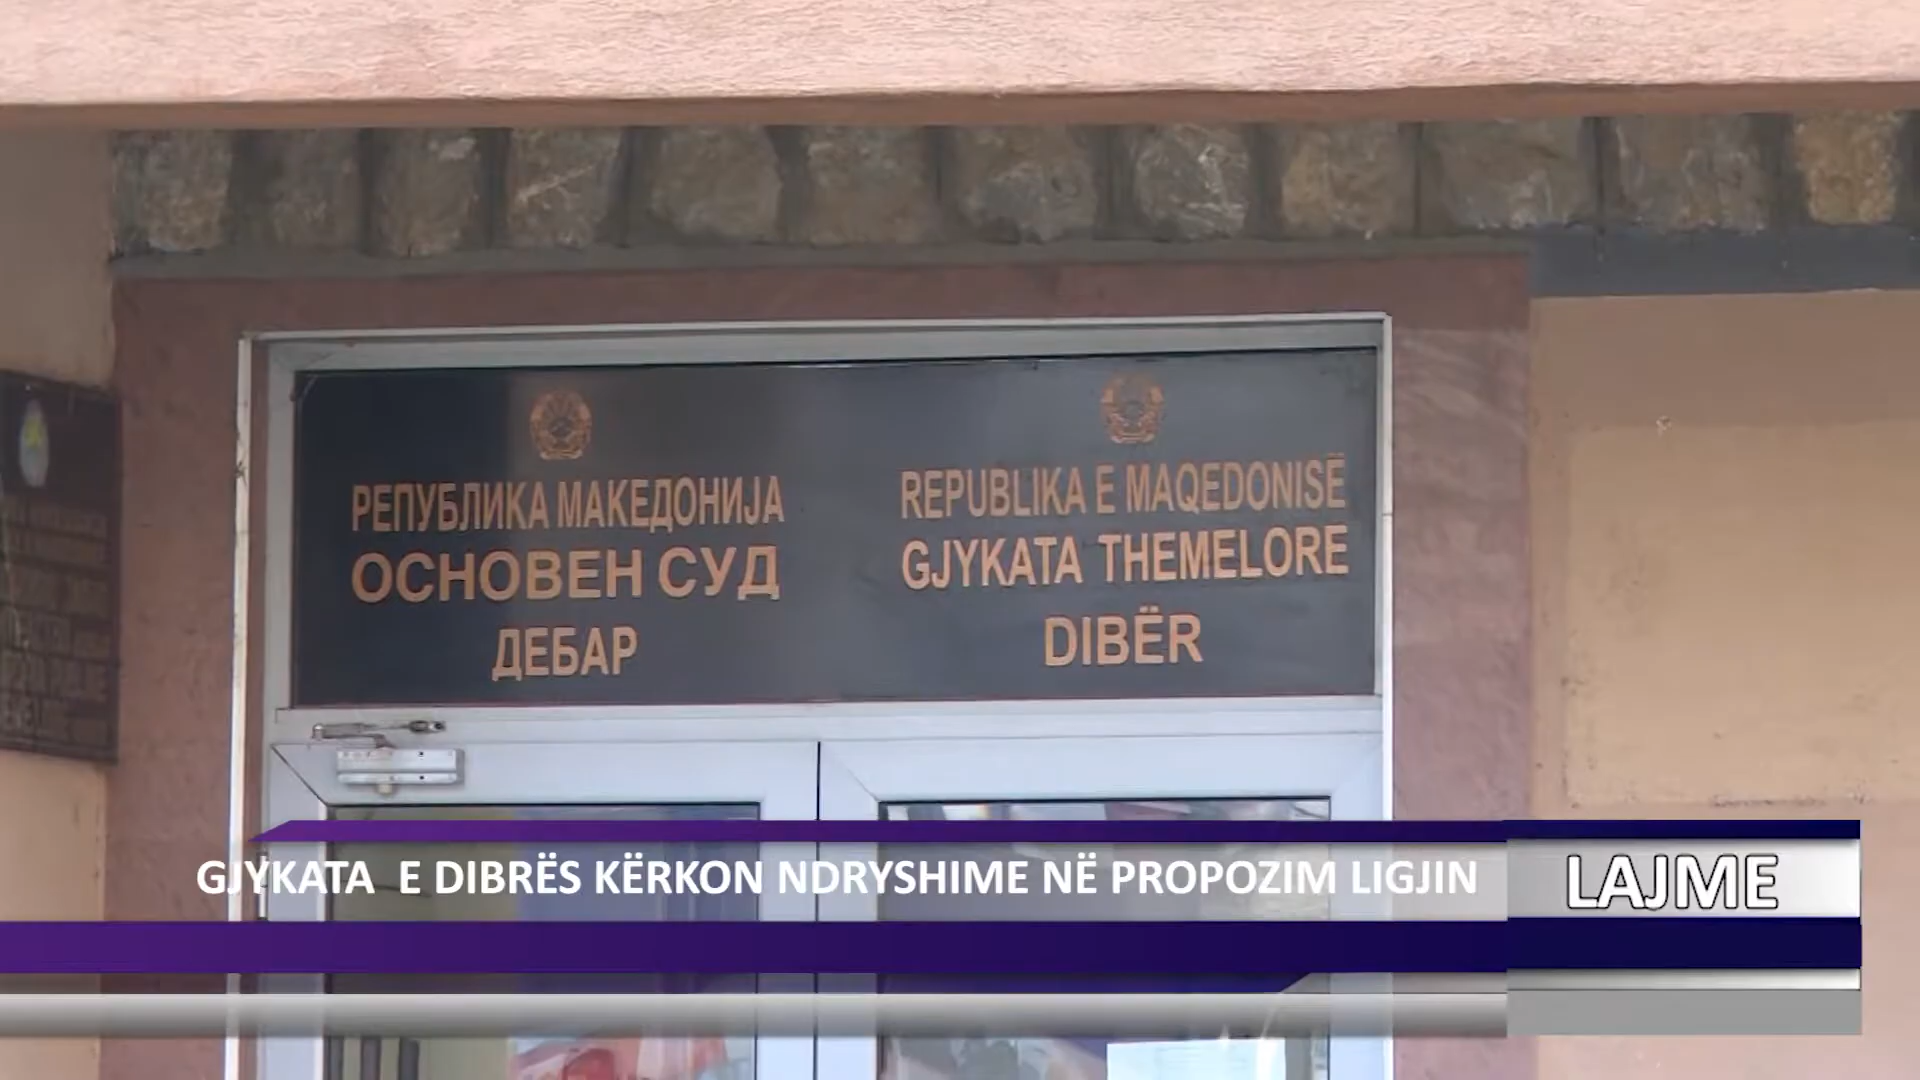 РЕПУБЛИКА МАКЕДОНИЈА
ОСНОВЕН СУД
ДЕБАР
REPUBLIKA E MAQEDONISË
GJYKATA THEMELORE
DIBËR
GJYKATA E DIBRËS KËRKON NDRYSHIME NË PROPOZIM LIGJIN
LAJME